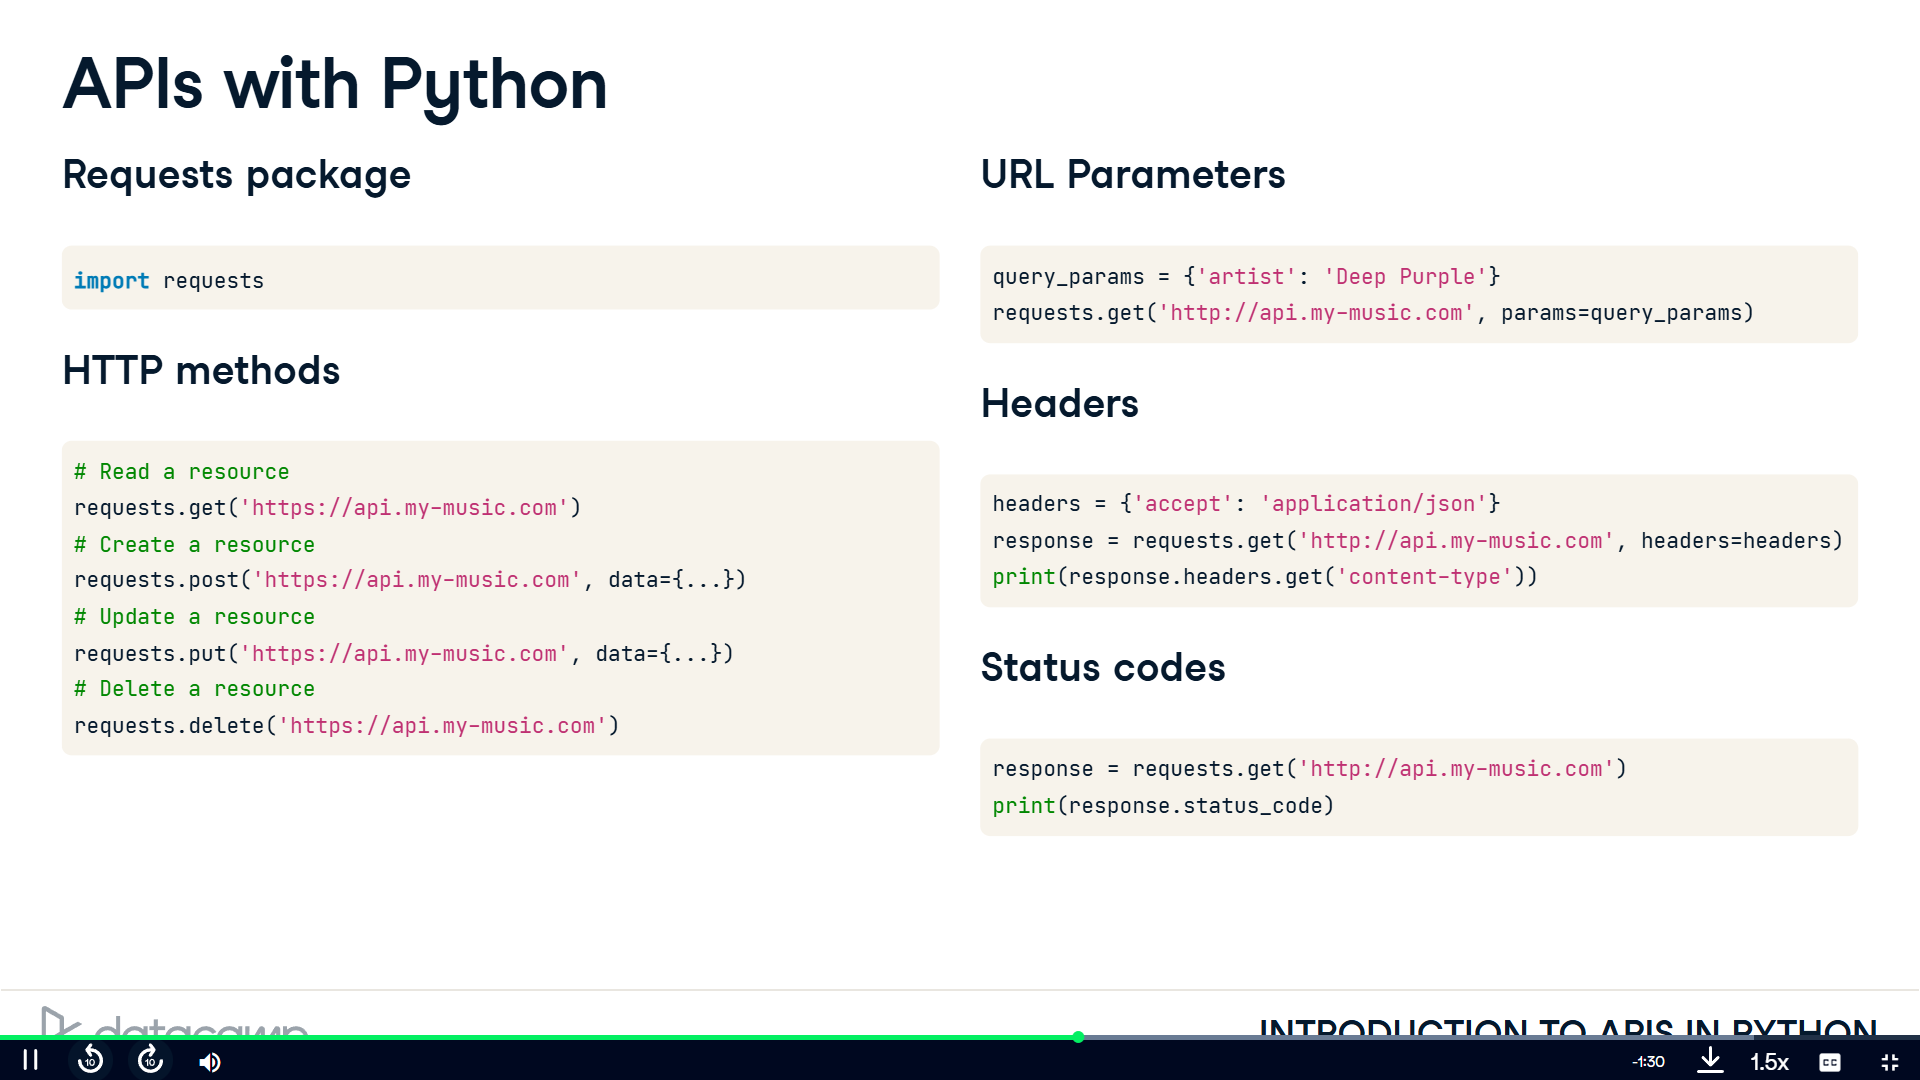 APIs with Python
Requests package
import requests
HTTP methods
# Read a resource
requests.get('https://api.my-music.com')
# Create a resource
requests.post('https://api.my-music.com', data={...})
# Update a resource
requests.put('https://api.my-music.com', data={...})
# Delete a resource
requests.delete('https://api.my-music.com')
URL Parameters
query_params = {'artist': 'Deep Purple'}
requests.get('http://api.my-music.com', params=query_params)
Headers
headers = {'accept': 'application/json'}
response = requests.get('http://api.my-music.com', headers=headers)
print(response.headers.get('content-type'))
Status codes
response = requests.get('http://api.my-music.com')
print(response.status_code)
datacamp
INTRODUCTION TO APIS IN PYTHON
10
10
-1:30
1.5x
CC